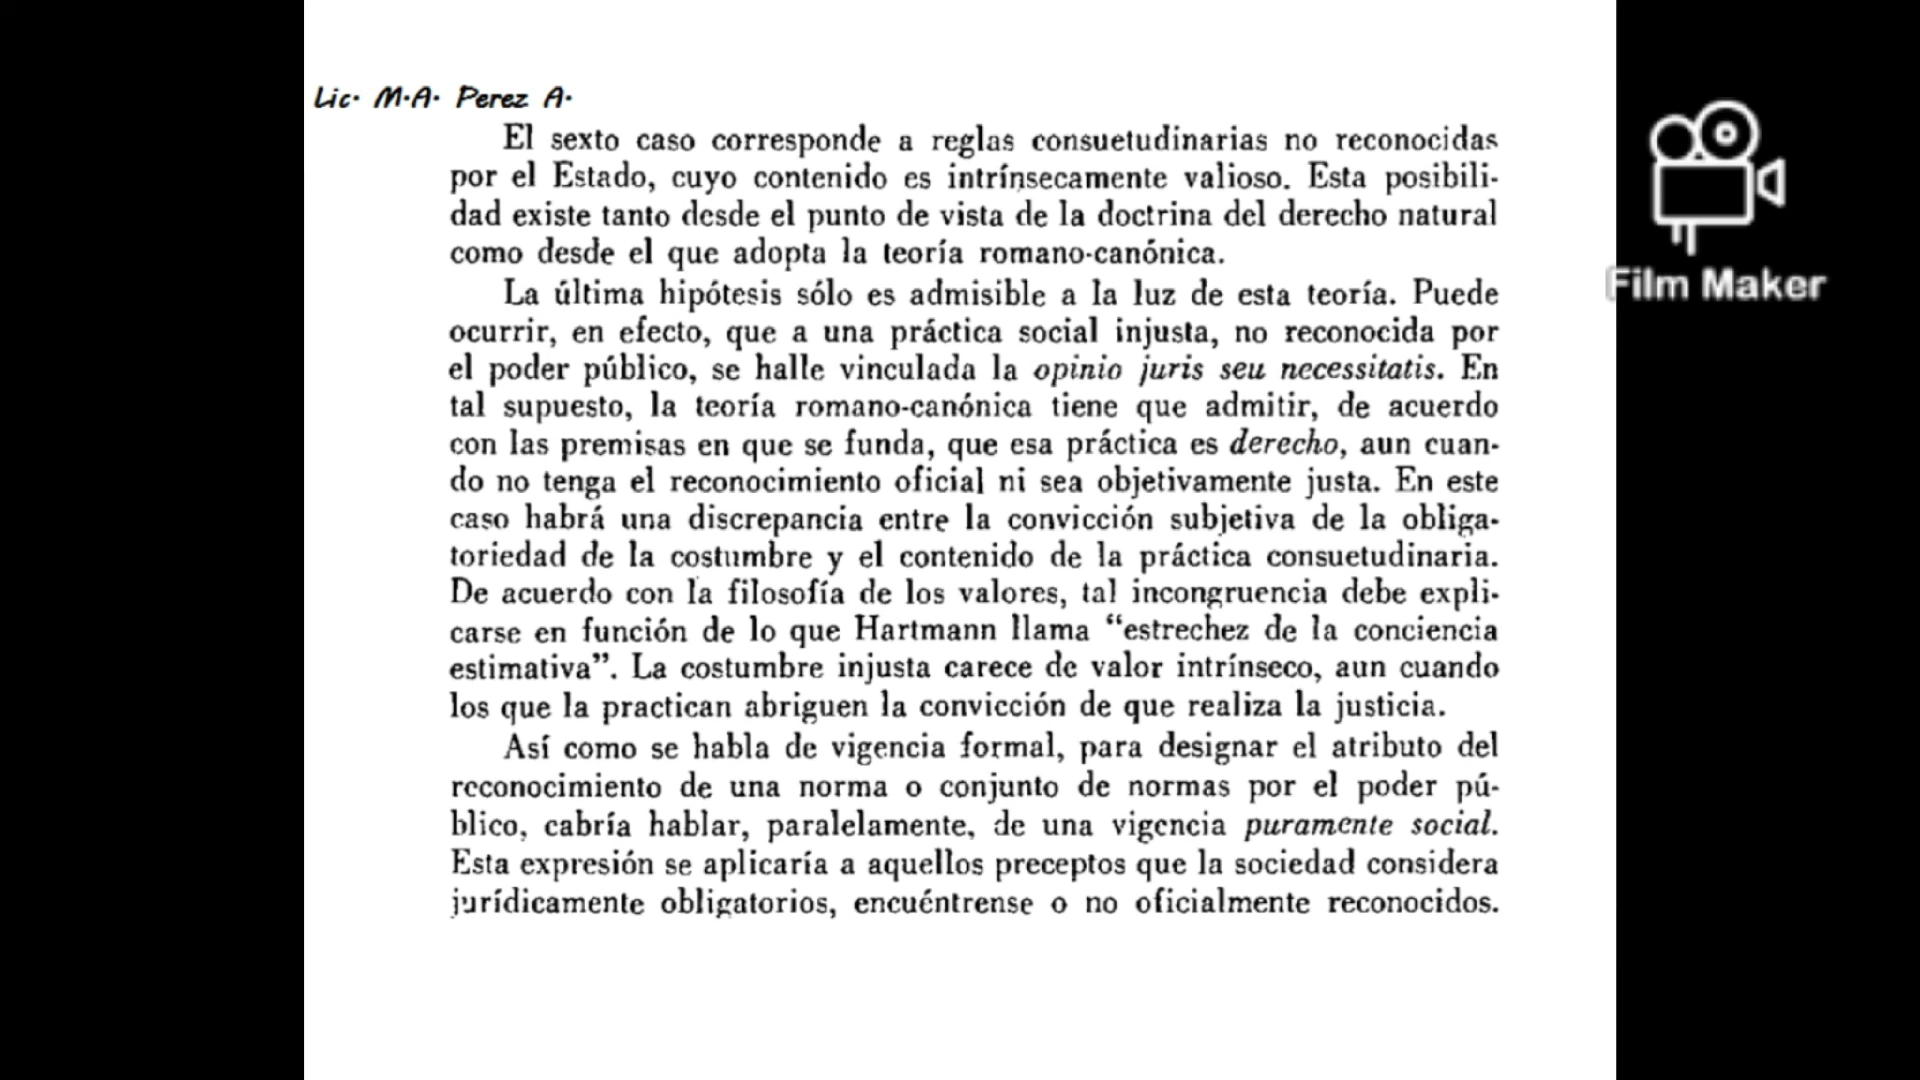 Lic. M.A. Perez A.
El sexto caso corresponde a reglas consuetudinarias no reconocidas
por el Estado, cuyo contenido es intrínsecamente valioso. Esta posibili-
dad existe tanto desde el punto de vista de la doctrina del derecho natural
como desde el que adopta la teoría romano-canónica.
La última hipótesis sólo es admisible a la luz de esta teoría. Puede
ocurrir, en efecto, que a una práctica social injusta, no reconocida por
el poder público, se halle vinculada la opinio juris seu necessitatis. En
tal supuesto, la teoría romano-canónica tiene que admitir, de acuerdo
con las premisas en que se funda, que esa práctica es derecho, aun cuan-
do no tenga el reconocimiento oficial ni sea objetivamente justa. En este
caso habrá una discrepancia entre la convicción subjetiva de la obliga-
toriedad de la costumbre y el contenido de la práctica consuetudinaria.
De acuerdo con la filosofía de los valores, tal incongruencia debe expli-
carse en función de lo que Hartmann llama “estrechez de la conciencia
estimativa”. La costumbre injusta carece de valor intrínseco, aun cuando
los que la practican abriguen la convicción de que realiza la justicia.
Así como se habla de vigencia formal, para designar el atributo del
reconocimiento de una norma o conjunto de normas por el poder pú-
blico, cabría hablar, paralelamente, de una vigencia puramente social.
Esta expresión se aplicaría a aquellos preceptos que la sociedad considera
jurídicamente obligatorios, encuéntrense o no oficialmente reconocidos.
Film Maker